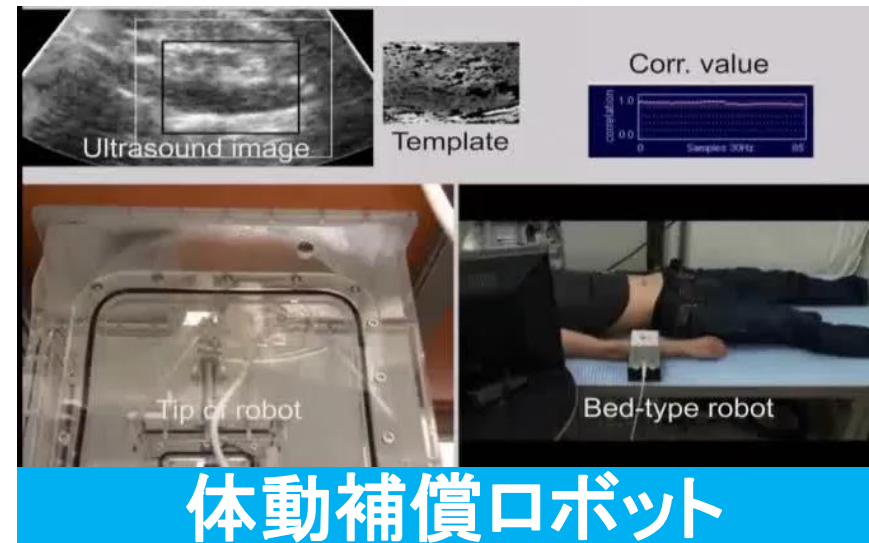 Ultrasound image
Template
Corr. value
correlation
1.0
0.0
0
Samples 30Hz
85
Tip of robot
Bed-type robot
体動補償ロボット